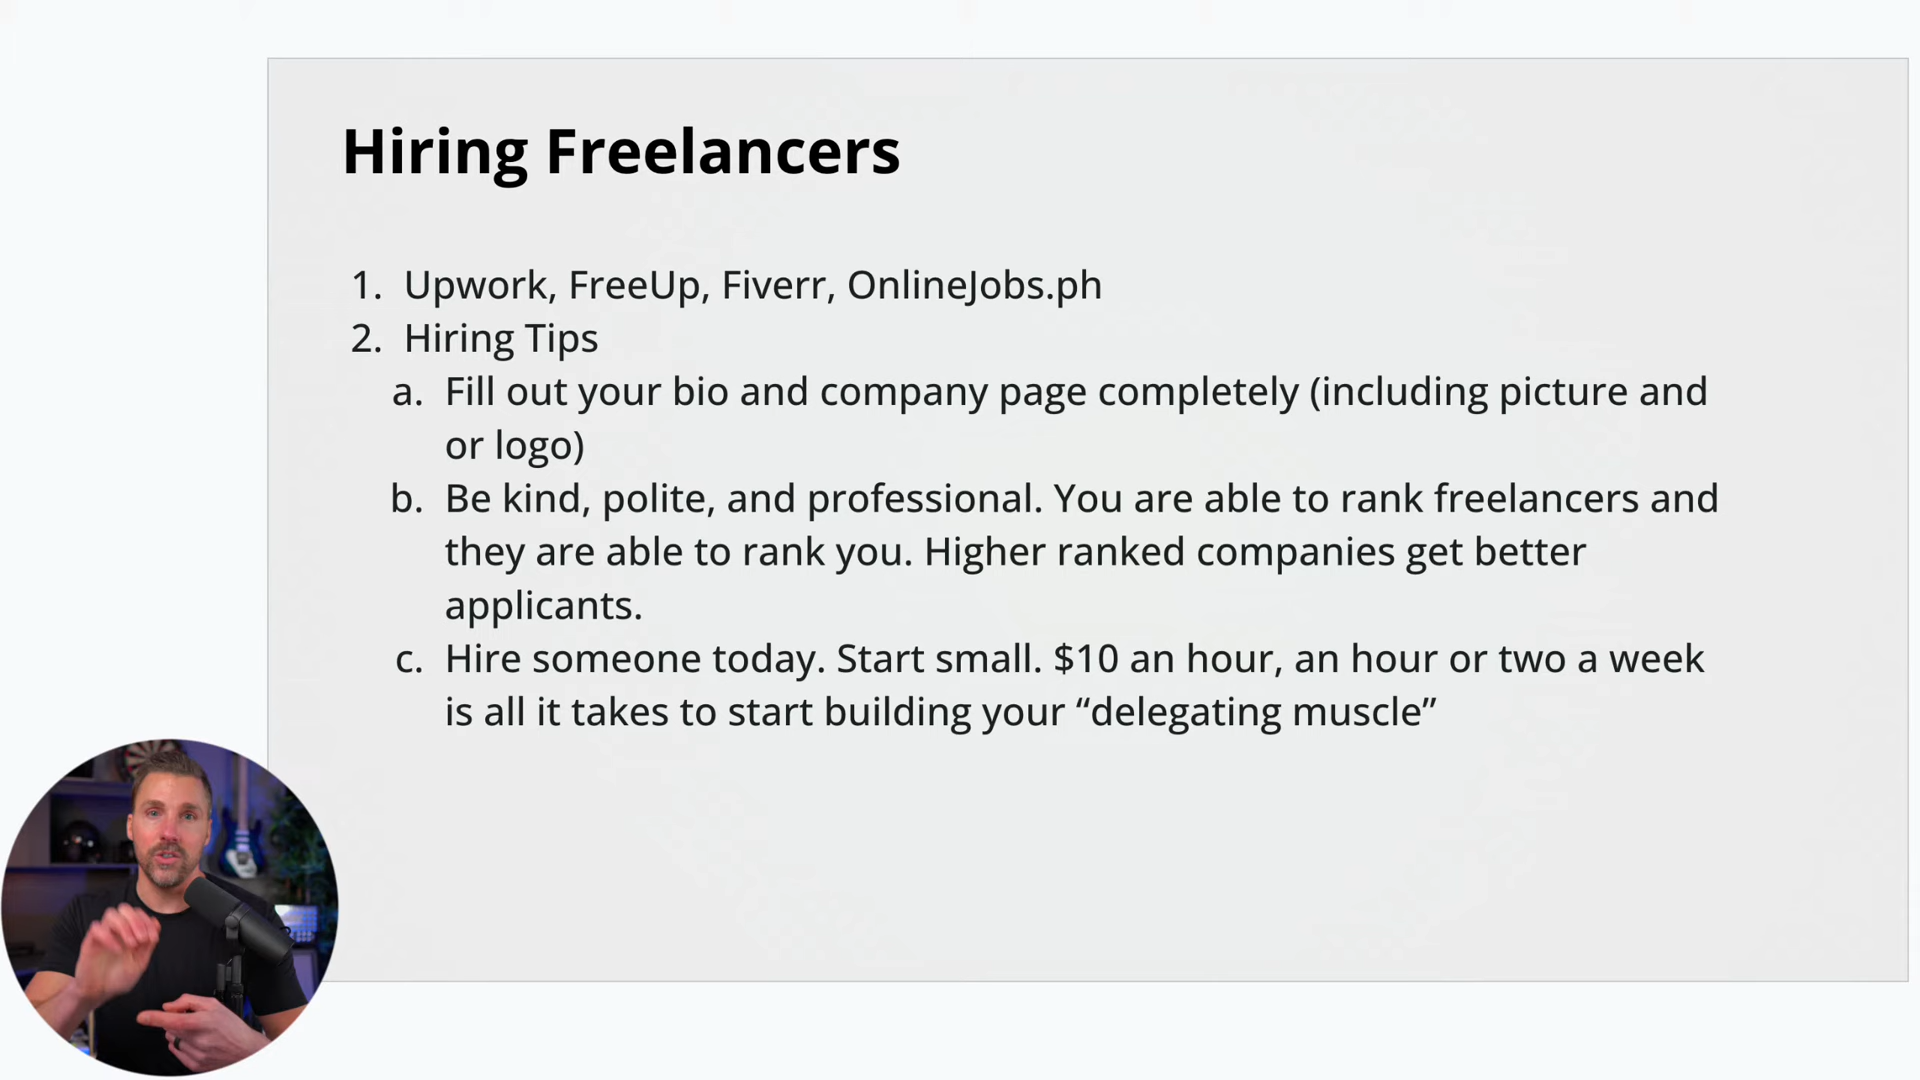 Hiring Freelancers
1. Upwork, FreeUp, Fiverr, OnlineJobs.ph
2. Hiring Tips
a. Fill out your bio and company page completely (including picture and
or logo)
b. Be kind, polite, and professional. You are able to rank freelancers and
they are able to rank you. Higher ranked companies get better
applicants.
c. Hire someone today. Start small. $10 an hour, an hour or two a week
is all it takes to start building your “delegating muscle”